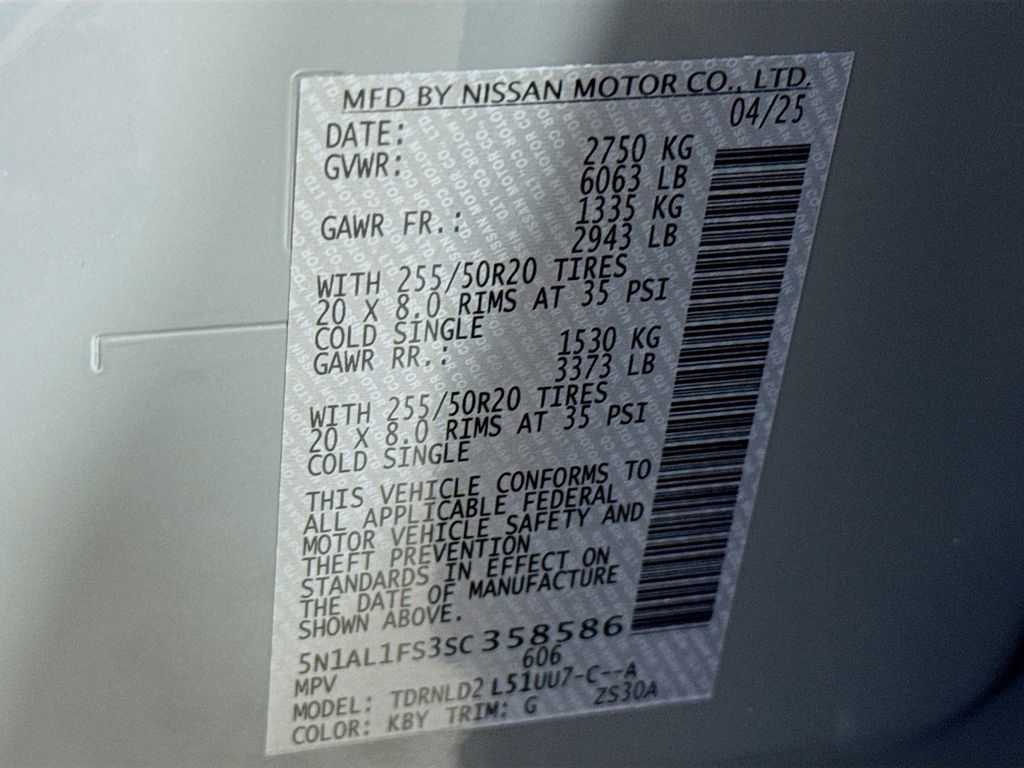 MFD BY NISSAN MOTOR CO., LTD.
DATE: 04/25
GVWR: 2750 KG
6063 LB
GAWR FR.: 1335 KG
2943 LB
WITH 255/50R20 TIRES
20 X 8.0 RIMS AT 35 PSI
COLD SINGLE
GAWR RR.: 1530 KG
3373 LB
WITH 255/50R20 TIRES
20 X 8.0 RIMS AT 35 PSI
COLD SINGLE
THIS VEHICLE CONFORMS TO
ALL APPLICABLE FEDERAL
MOTOR VEHICLE SAFETY AND
THEFT PREVENTION
STANDARDS IN EFFECT ON
THE DATE OF MANUFACTURE
SHOWN ABOVE.
5N1AL1FS3SC358586
MPV 606
MODEL: TDRNLD2 L51UU7-C--A
COLOR: KBY TRIM: G ZS30A